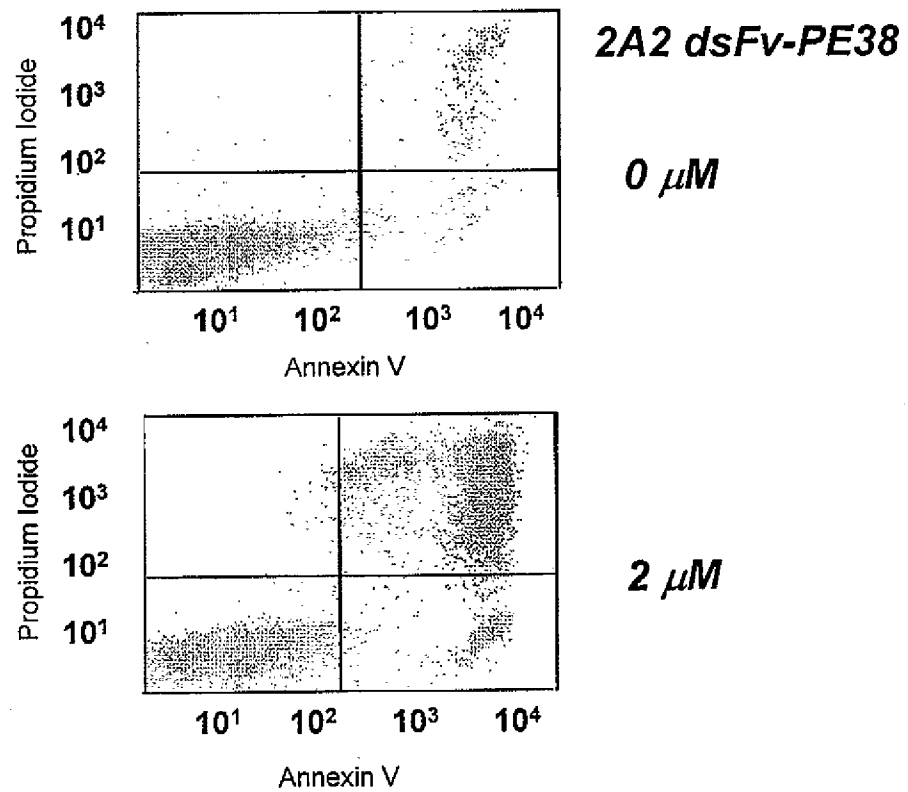 2A2 dsFv-PE38
0 μM
Propidium Iodide
10⁴
10³
10²
10¹
10¹ 10² 10³ 10⁴
Annexin V
2 μM
Propidium Iodide
10⁴
10³
10²
10¹
10¹ 10² 10³ 10⁴
Annexin V